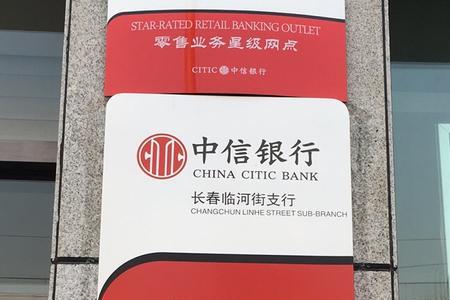 STAR-RATED RETAIL BANKING OUTLET
零售业务星级网点
CITIC 中信银行
CITIC 中信银行
CHINA CITIC BANK
长春临河街支行
CHANGCHUN LINHE STREET SUB-BRANCH